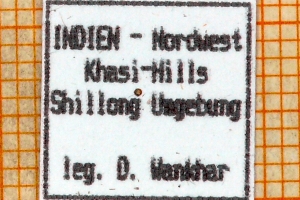 INDIEN - Nordwest
Khasi-Hills
Shillong Umgebung
leg. D. Wankhar